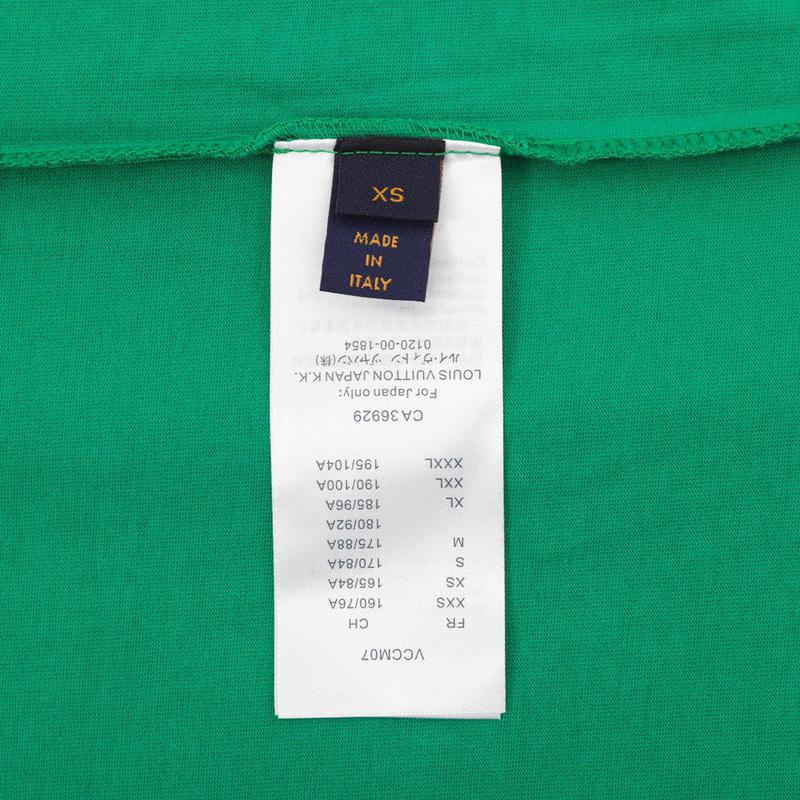 XS
MADE
IN
ITALY
VCCM07
FR CH
XXS 160/76A
XS 165/84A
S 170/84A
M 175/88A
180/92A
XL 185/96A
XXL 190/100A
XXXL 195/104A
CA 36929
For Japan only:
LOUIS VUITTON JAPAN K.K.
ルイ・ヴィトン ジャパン(株)
0120-00-1854